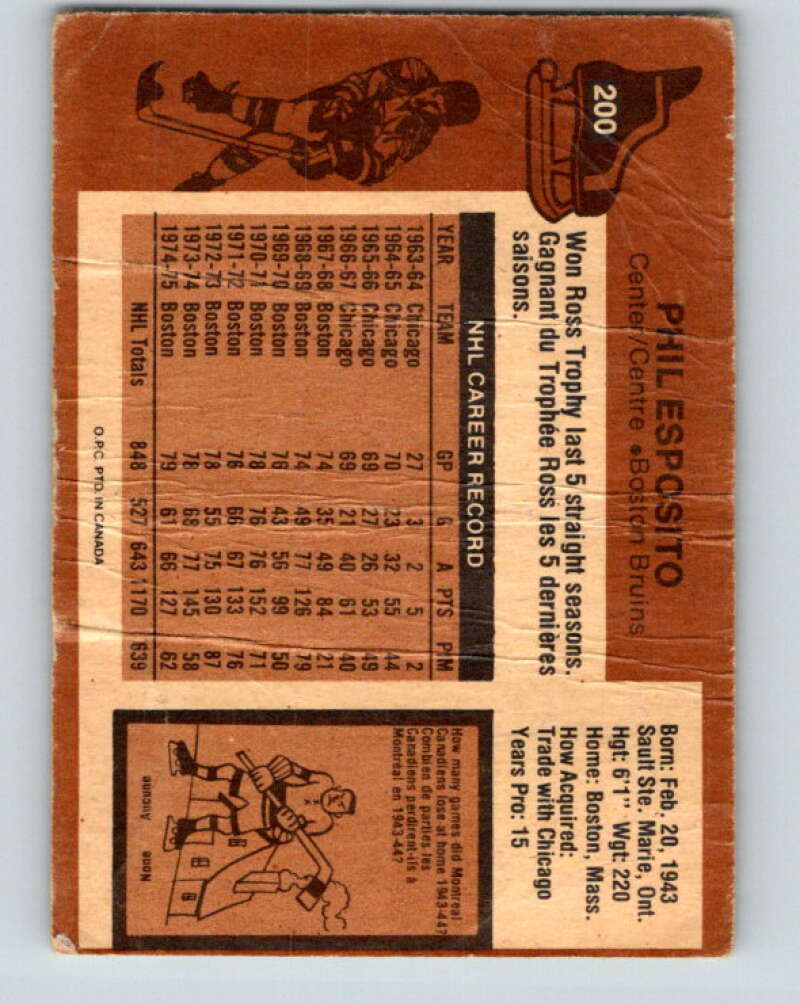 200
PHIL ESPOSITO
Center/Centre • Boston Bruins
Won Ross Trophy last 5 straight seasons.
Gagnant du Trophée Ross les 5 dernières
saisons.
NHL CAREER RECORD
YEAR TEAM GP G A PTS PIM
1963-64 Chicago 27 3 2 5 2
1964-65 Chicago 70 23 32 55 44
1965-66 Chicago 69 27 26 53 49
1966-67 Chicago 69 21 40 61 40
1967-68 Boston 74 35 49 84 21
1968-69 Boston 74 49 77 126 79
1969-70 Boston 76 43 56 99 50
1970-71 Boston 78 76 76 152 71
1971-72 Boston 76 66 67 133 76
1972-73 Boston 78 55 75 130 87
1973-74 Boston 78 68 77 145 58
1974-75 Boston 79 61 66 127 62
NHL Totals 848 527 643 1170 639
O.P.C. PTD. IN CANADA
Born: Feb. 20, 1943
Sault Ste. Marie, Ont.
Hgt: 6'1" Wgt: 220
Home: Boston, Mass.
How Acquired:
Trade with Chicago
Years Pro: 15
How many games did Montreal
Canadiens lose at home 1943-44?
Combien de parties les
Canadiens perdirent-ils à
Montréal en 1943-44?
None
Aucune